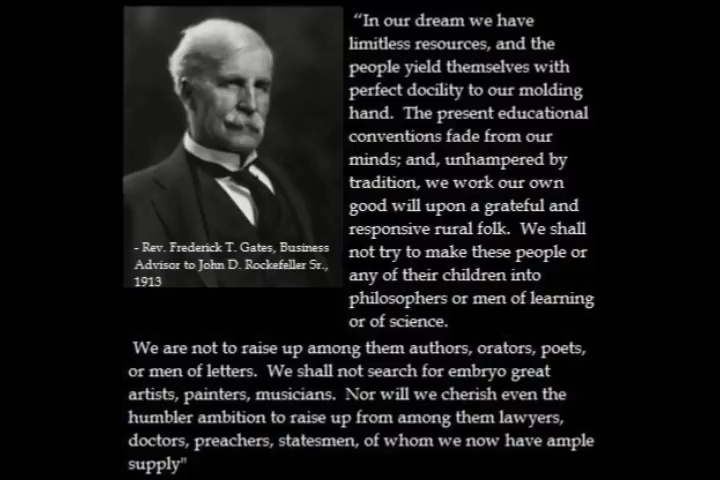 “In our dream we have
limitless resources, and the
people yield themselves with
perfect docility to our molding
hand. The present educational
conventions fade from our
minds; and, unhampered by
tradition, we work our own
good will upon a grateful and
responsive rural folk. We shall
not try to make these people or
any of their children into
philosophers or men of learning
or of science.
- Rev. Frederick T. Gates, Business
Advisor to John D. Rockefeller Sr.,
1913
We are not to raise up among them authors, orators, poets,
or men of letters. We shall not search for embryo great
artists, painters, musicians. Nor will we cherish even the
humbler ambition to raise up from among them lawyers,
doctors, preachers, statesmen, of whom we now have ample
supply"